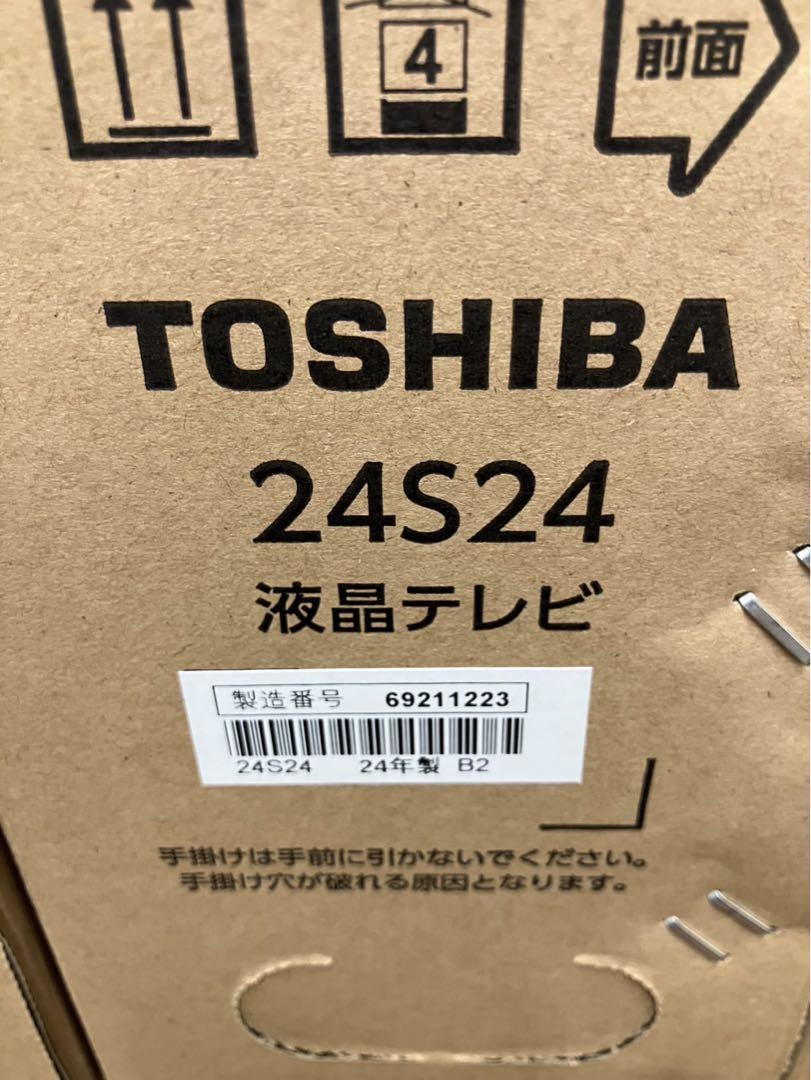 4
前面
TOSHIBA
24S24
液晶テレビ
製造番号 69211223
24S24 24年製 B2
手掛けは手前に引かないでください。
手掛け穴が破れる原因となります。